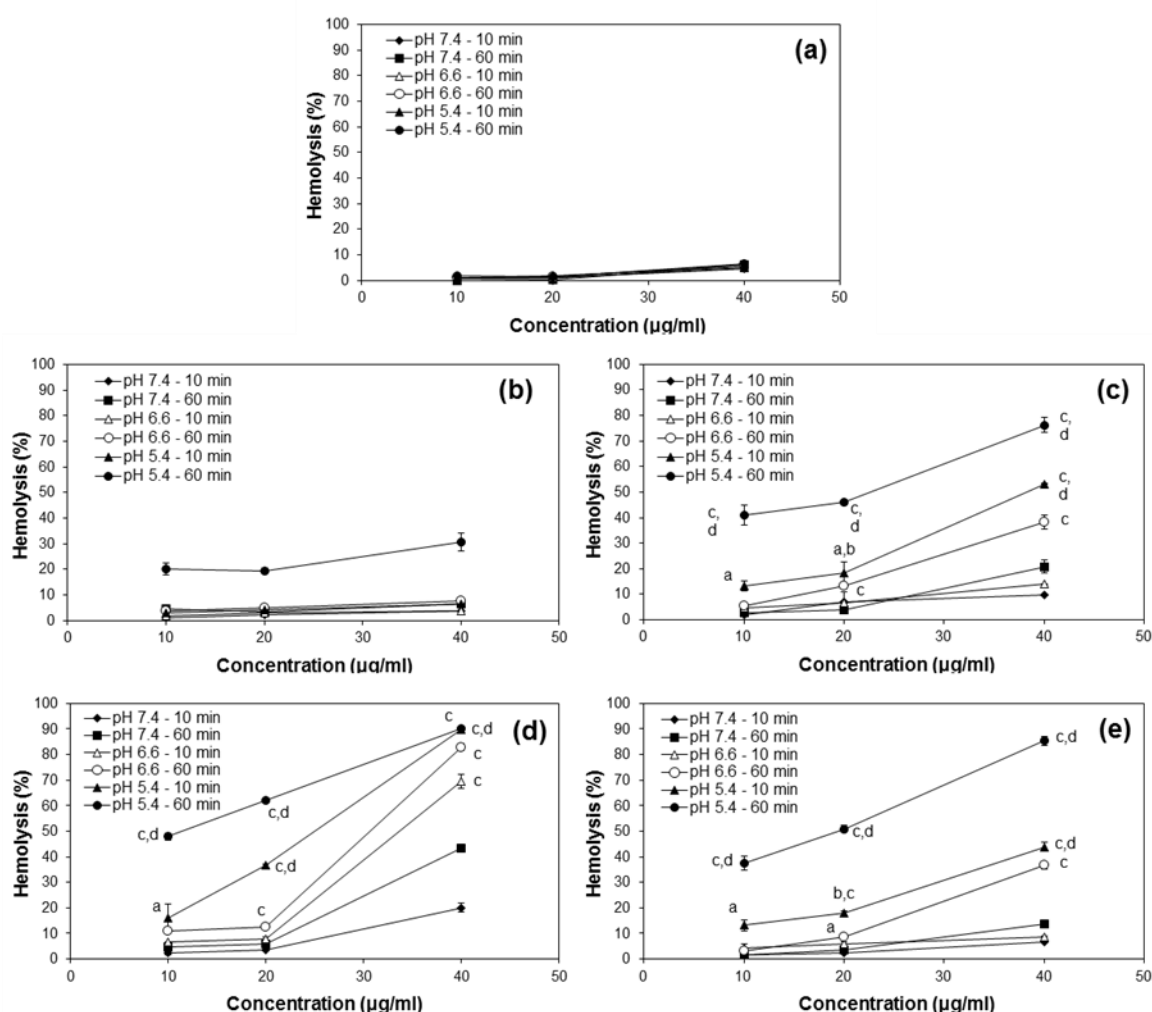 100
90
80
70
60
50
40
30
20
10
0
Hemolysis (%)
pH 7.4 - 10 min
pH 7.4 - 60 min
pH 6.6 - 10 min
pH 6.6 - 60 min
pH 5.4 - 10 min
pH 5.4 - 60 min
(a)
0 10 20 30 40 50
Concentration (µg/ml)
100
90
80
70
60
50
40
30
20
10
0
Hemolysis (%)
pH 7.4 - 10 min
pH 7.4 - 60 min
pH 6.6 - 10 min
pH 6.6 - 60 min
pH 5.4 - 10 min
pH 5.4 - 60 min
(b)
0 10 20 30 40 50
Concentration (µg/ml)
100
90
80
70
60
50
40
30
20
10
0
Hemolysis (%)
pH 7.4 - 10 min
pH 7.4 - 60 min
pH 6.6 - 10 min
pH 6.6 - 60 min
pH 5.4 - 10 min
pH 5.4 - 60 min
(c)
c,
d
c,
d
c,
d
c,
d
c
a
a,b
c
0 10 20 30 40 50
Concentration (µg/ml)
100
90
80
70
60
50
40
30
20
10
0
Hemolysis (%)
pH 7.4 - 10 min
pH 7.4 - 60 min
pH 6.6 - 10 min
pH 6.6 - 60 min
pH 5.4 - 10 min
pH 5.4 - 60 min
(d)
c
c,d
c
c
c,d
c,d
c,d
a
c
0 10 20 30 40 50
Concentration (µg/ml)
100
90
80
70
60
50
40
30
20
10
0
Hemolysis (%)
pH 7.4 - 10 min
pH 7.4 - 60 min
pH 6.6 - 10 min
pH 6.6 - 60 min
pH 5.4 - 10 min
pH 5.4 - 60 min
(e)
c,d
c,d
c,d
c,d
c
a
b,c
a
0 10 20 30 40 50
Concentration (µg/ml)